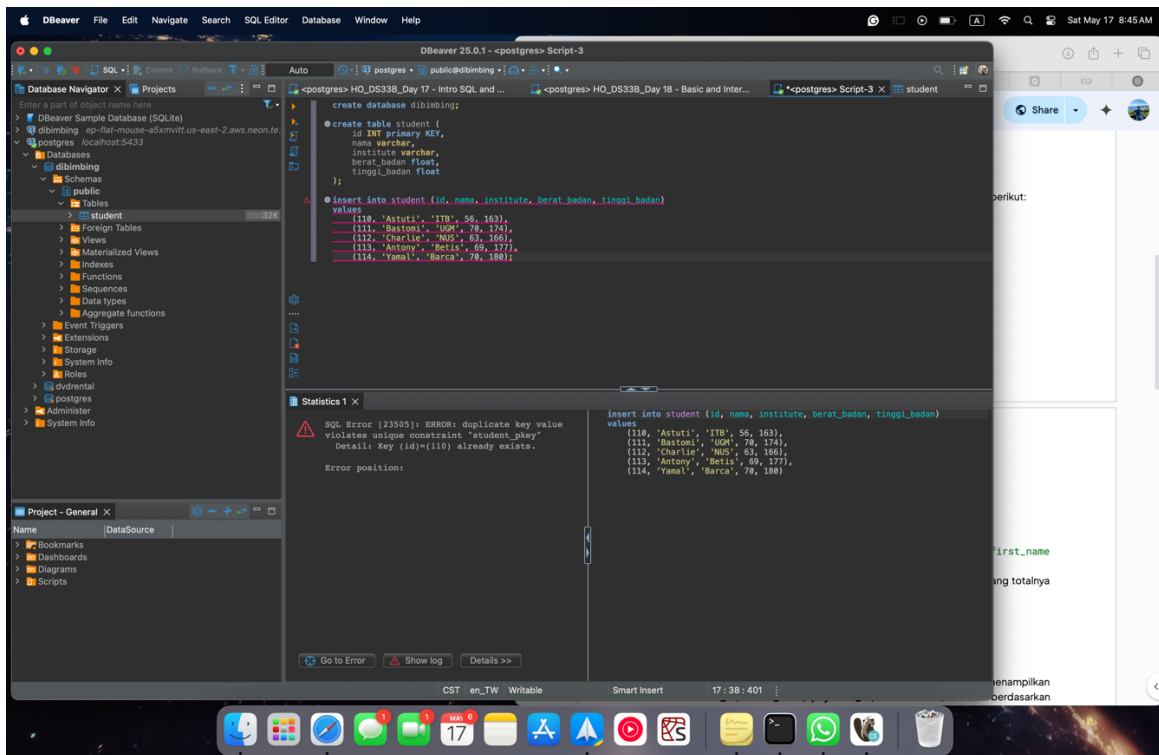 DBeaver File Edit Navigate Search SQL Editor Database Window Help
A
Sat May 17 8:45 AM
DBeaver 25.0.1 - <postgres> Script-3
SQL Commit Rollback T Auto postgres public@dibimbing
Database Navigator Projects
Enter a part of object name here
DBeaver Sample Database (SQLite)
dibimbing ep-flat-mouse-a5xmvitt.us-east-2.aws.neon.te
postgres localhost:5433
Databases
dibimbing
Schemas
public
Tables
student 32K
Foreign Tables
Views
Materialized Views
Indexes
Functions
Sequences
Data types
Aggregate functions
Event Triggers
Extensions
Storage
System Info
Roles
dvdrental
postgres
Administer
System Info
Project - General
Name DataSource
Bookmarks
Dashboards
Diagrams
Scripts
<postgres> HO_DS33B_Day 17 - Intro SQL and ...
<postgres> HO_DS33B_Day 18 - Basic and Inter...
*<postgres> Script-3
student
create database dibimbing;
create table student (
id INT primary KEY,
nama varchar,
institute varchar,
berat_badan float,
tinggi_badan float
);
insert into student (id, nama, institute, berat_badan, tinggi_badan)
values
(110, 'Astuti', 'ITB', 56, 163),
(111, 'Bastomi', 'UGM', 70, 174),
(112, 'Charlie', 'NUS', 63, 166),
(113, 'Antony', 'Betis', 69, 177),
(114, 'Yamal', 'Barca', 70, 180);
Statistics 1
SQL Error [23505]: ERROR: duplicate key value
violates unique constraint "student_pkey"
Detail: Key (id)=(110) already exists.
Error position:
insert into student (id, nama, institute, berat_badan, tinggi_badan)
values
(110, 'Astuti', 'ITB', 56, 163),
(111, 'Bastomi', 'UGM', 70, 174),
(112, 'Charlie', 'NUS', 63, 166),
(113, 'Antony', 'Betis', 69, 177),
(114, 'Yamal', 'Barca', 70, 180)
Go to Error Show log Details >>
CST en_TW Writable Smart Insert 17 : 38 : 401
Share
berikut:
first_name
ang totalnya
menampilkan
berdasarkan
1
1
MAY 6
17